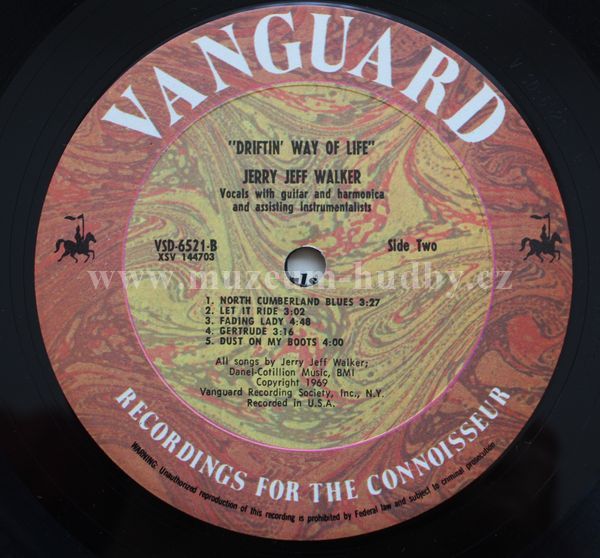 VANGUARD
"DRIFTIN' WAY OF LIFE"
JERRY JEFF WALKER
Vocals with guitar and harmonica
and assisting instrumentalists
VSD-6521-B
XSV 144703
Side Two
www.muzeum-hudby.cz
1. NORTH CUMBERLAND BLUES 3:27
2. LET IT RIDE 3:02
3. FADING LADY 4:48
4. GERTRUDE 3:16
5. DUST ON MY BOOTS 4:00
All songs by Jerry Jeff Walker;
Danel-Cotillion Music, BMI
Copyright 1969
Vanguard Recording Society, Inc., N.Y.
Recorded in U.S.A.
RECORDINGS FOR THE CONNOISSEUR
WARNING: Unauthorized reproduction of this recording is prohibited by Federal law and subject to criminal prosecution